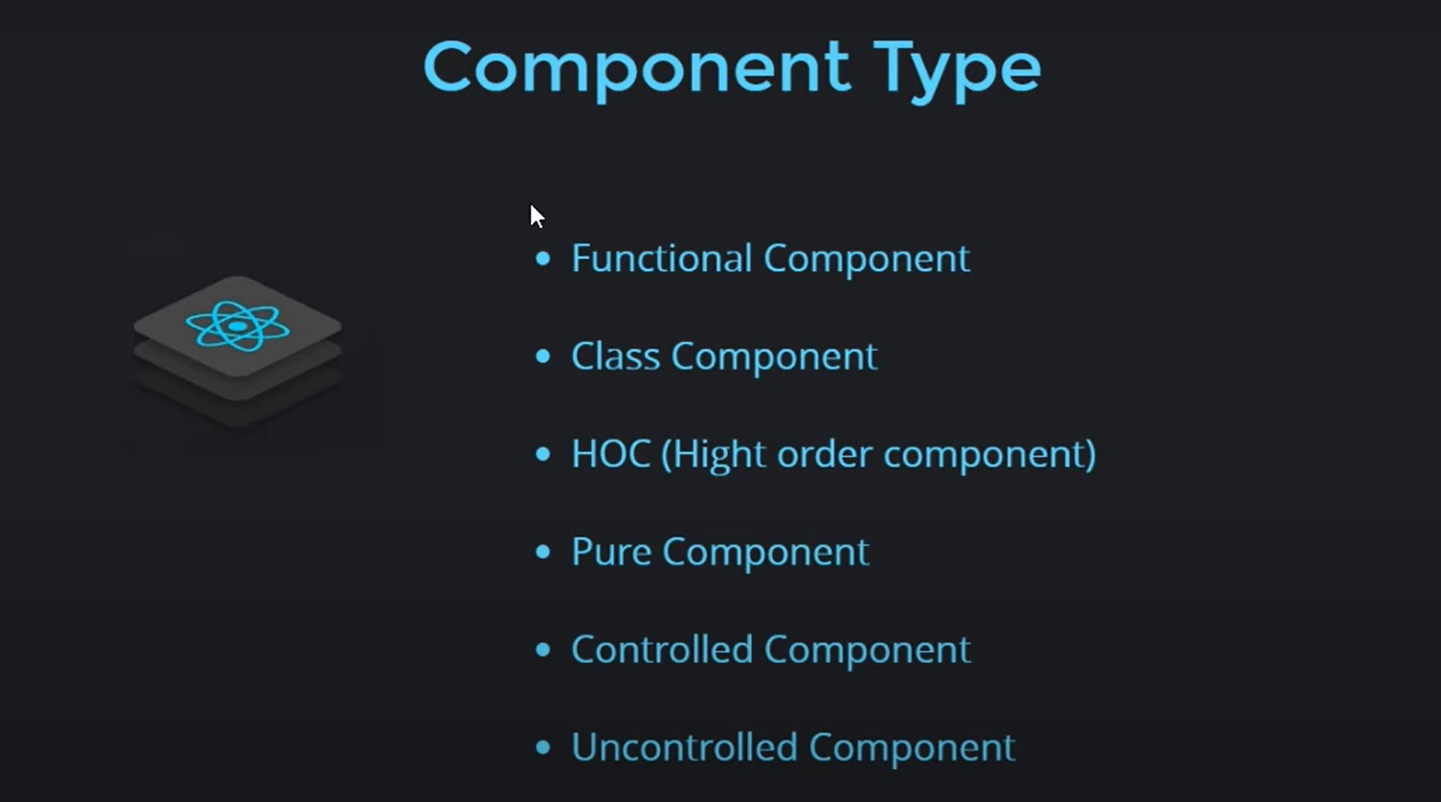 Component Type
• Functional Component
• Class Component
• HOC (Hight order component)
• Pure Component
• Controlled Component
• Uncontrolled Component